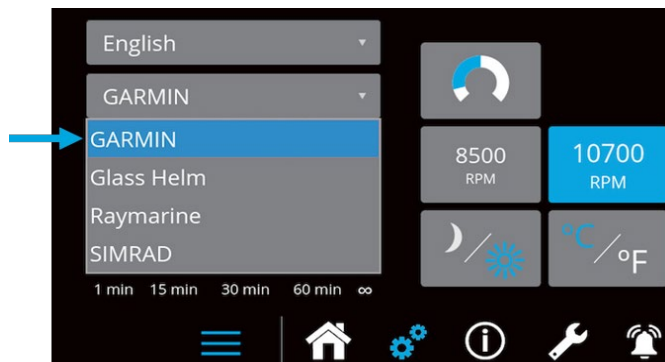 English
GARMIN
GARMIN
Glass Helm
Raymarine
SIMRAD
1 min 15 min 30 min 60 min ∞
8500
RPM
10700
RPM
°C/°F